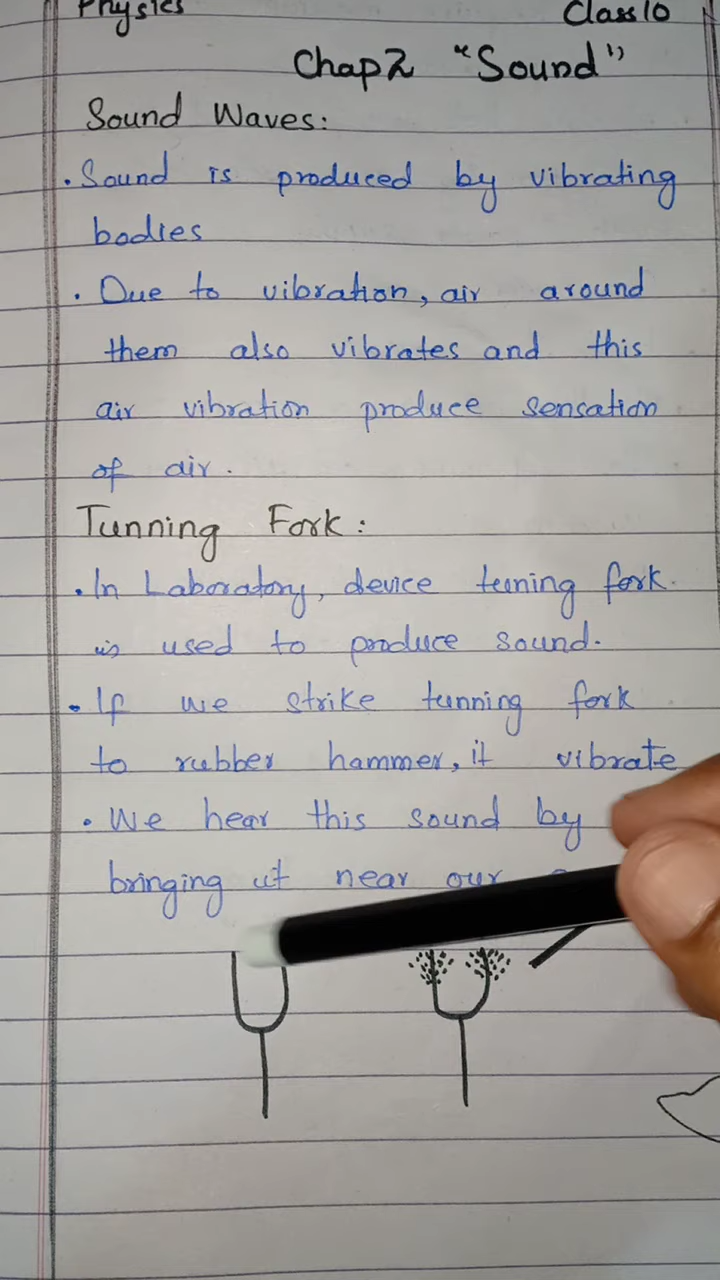 Physics Class 10
Chap 2 "Sound"
Sound Waves:
. Sound is produced by vibrating
bodies
. Due to vibration, air around
them also vibrates and this
air vibration produce sensation
of air.
Tunning Fork:
. In Laboratory, device tunning fork.
is used to produce sound.
. If we strike tunning fork
to rubber hammer, it vibrate
. We hear this sound by
bringing it near our